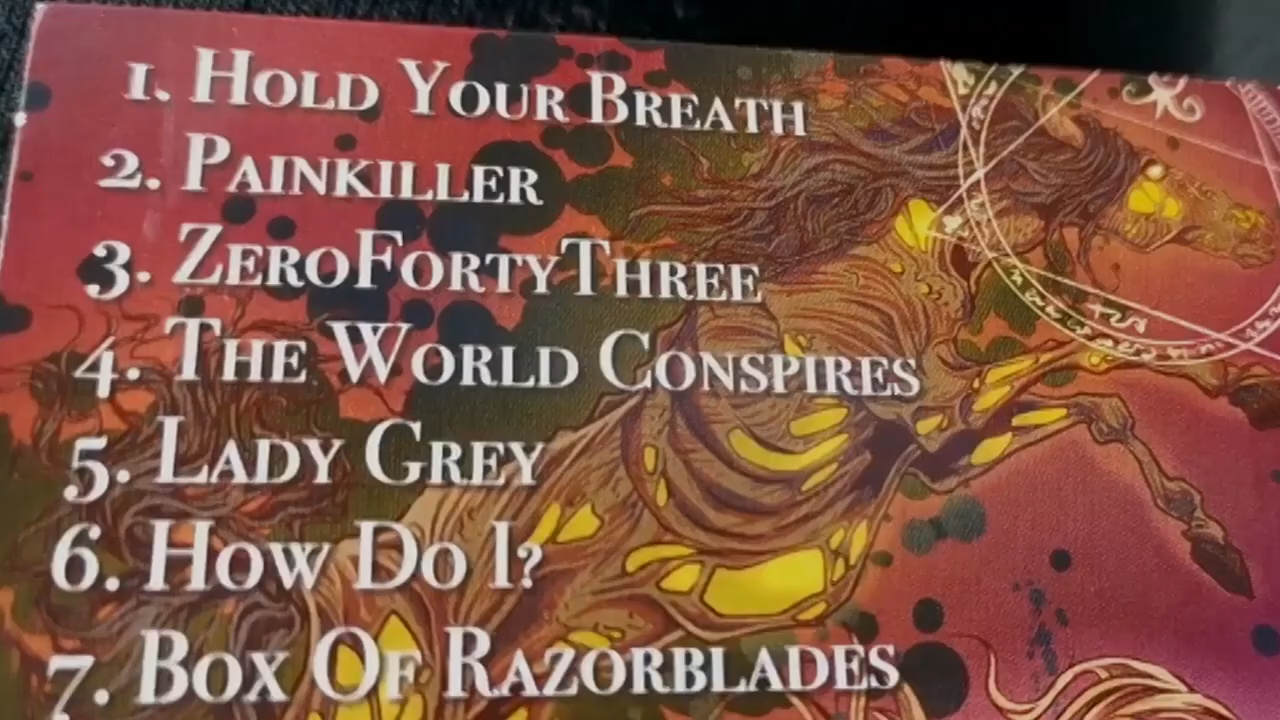 1. Hold Your Breath
2. Painkiller
3. ZeroFortyThree
4. The World Conspires
5. Lady Grey
6. How Do I?
7. Box Of Razorblades